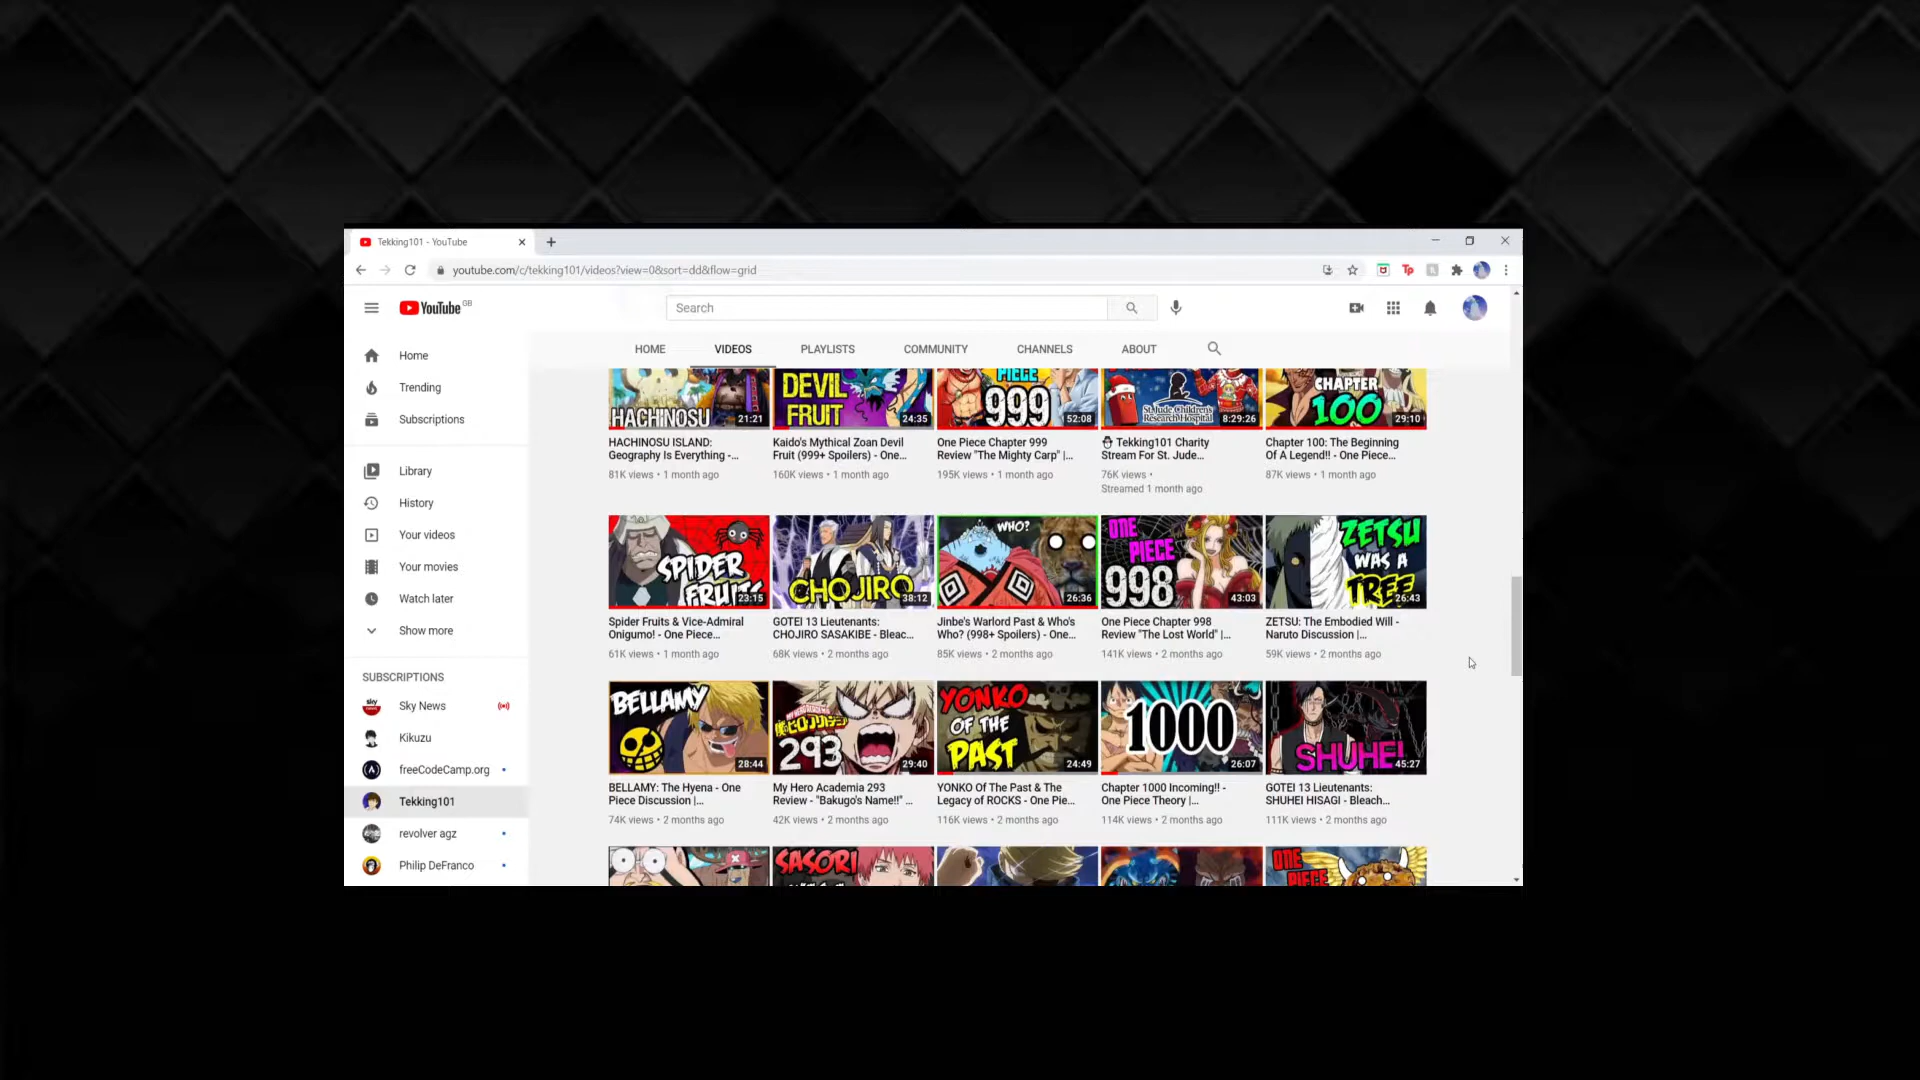 Tekking101 - YouTube
youtube.com/c/tekking101/videos?view=0&sort=dd&flow=grid
YouTube GB
Search
HOME VIDEOS PLAYLISTS COMMUNITY CHANNELS ABOUT
Home
Trending
Subscriptions
Library
History
Your videos
Your movies
Watch later
Show more
SUBSCRIPTIONS
Sky News
Kikuzu
freeCodeCamp.org
Tekking101
revolver agz
Philip DeFranco
HACHINOSU
21:21
HACHINOSU ISLAND:
Geography Is Everything -...
81K views • 1 month ago
DEVIL
FRUIT
24:35
Kaido's Mythical Zoan Devil
Fruit (999+ Spoilers) - One...
160K views • 1 month ago
PIECE
999
52:08
One Piece Chapter 999
Review "The Mighty Carp" |...
195K views • 1 month ago
St. Jude Children's
Research Hospital
8:29:26
Tekking101 Charity
Stream For St. Jude...
76K views •
Streamed 1 month ago
CHAPTER
100
29:10
Chapter 100: The Beginning
Of A Legend!! - One Piece...
87K views • 1 month ago
SPIDER
FRUITS
23:15
Spider Fruits & Vice-Admiral
Onigumo! - One Piece...
61K views • 1 month ago
CHOJIRO
38:12
GOTEI 13 Lieutenants:
CHOJIRO SASAKIBE - Bleac...
68K views • 2 months ago
WHO?
26:36
Jinbe's Warlord Past & Who's
Who? (998+ Spoilers) - One...
85K views • 2 months ago
ONE
PIECE
998
43:03
One Piece Chapter 998
Review "The Lost World" |...
141K views • 2 months ago
ZETSU
WAS A
TREE
26:43
ZETSU: The Embodied Will -
Naruto Discussion |...
59K views • 2 months ago
BELLAMY
28:44
BELLAMY: The Hyena - One
Piece Discussion |...
74K views • 2 months ago
293
29:40
My Hero Academia 293
Review - "Bakugo's Name!!" ...
42K views • 2 months ago
YONKO
OF THE
PAST
24:49
YONKO Of The Past & The
Legacy of ROCKS - One Pie...
116K views • 2 months ago
1000
26:07
Chapter 1000 Incoming!! -
One Piece Theory |...
114K views • 2 months ago
SHUHEI
45:27
GOTEI 13 Lieutenants:
SHUHEI HISAGI - Bleach...
111K views • 2 months ago
SASORI
ONE
PIECE